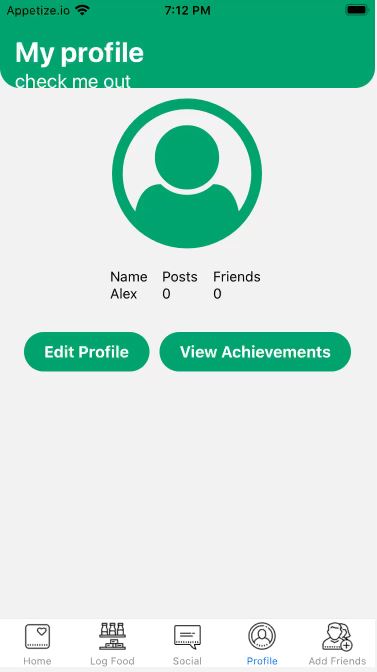 Appetize.io 7:12 PM
My profile
check me out
Name Posts Friends
Alex 0 0
Edit Profile View Achievements
Home Log Food Social Profile Add Friends